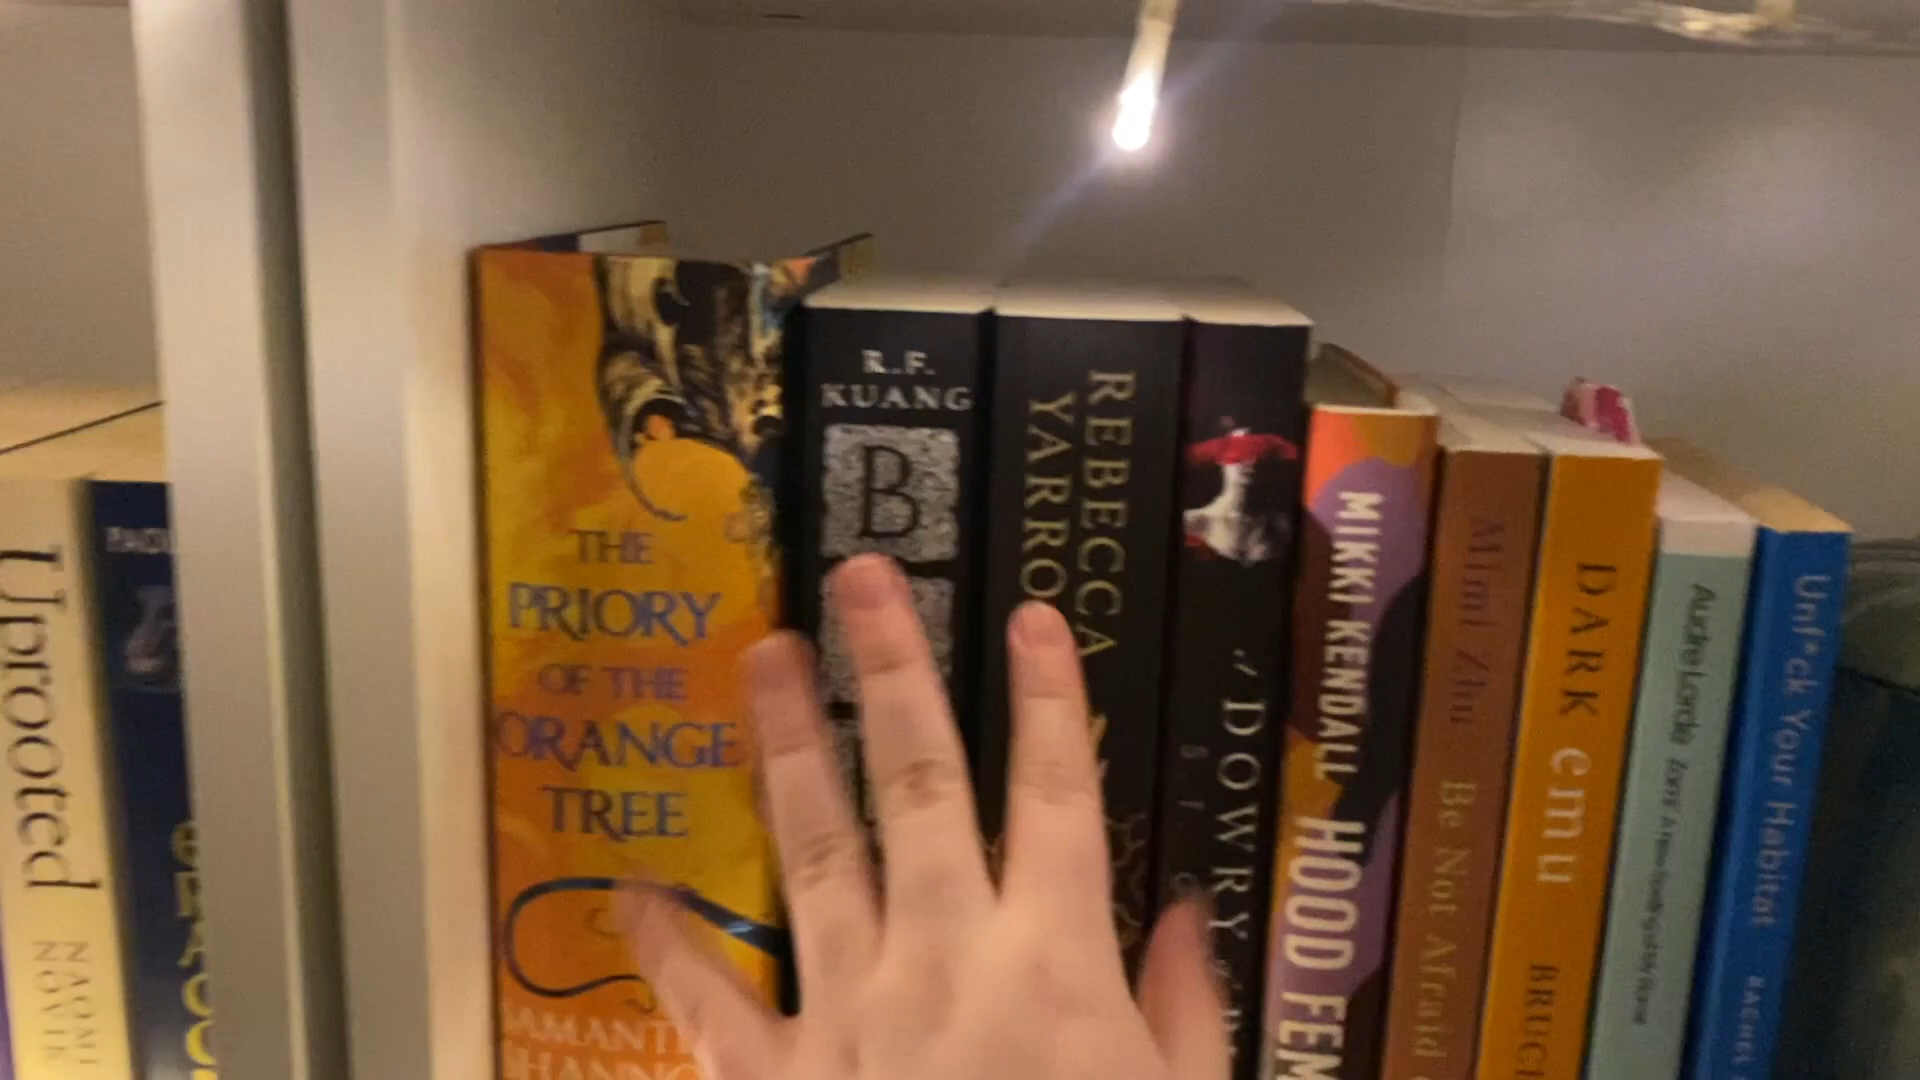 Uprooted
NAOMI
NOVIK
THE
PRIORY
OF THE
ORANGE
TREE
R.F.
KUANG
B
REBECCA
YARRO
DOWRY
MIKKI KENDALL HOOD FEM
Mimi Zhu Be Not Afraid
DARK emu BRUC
Audre Lorde
Unf*ck Your Habitat RACHEL